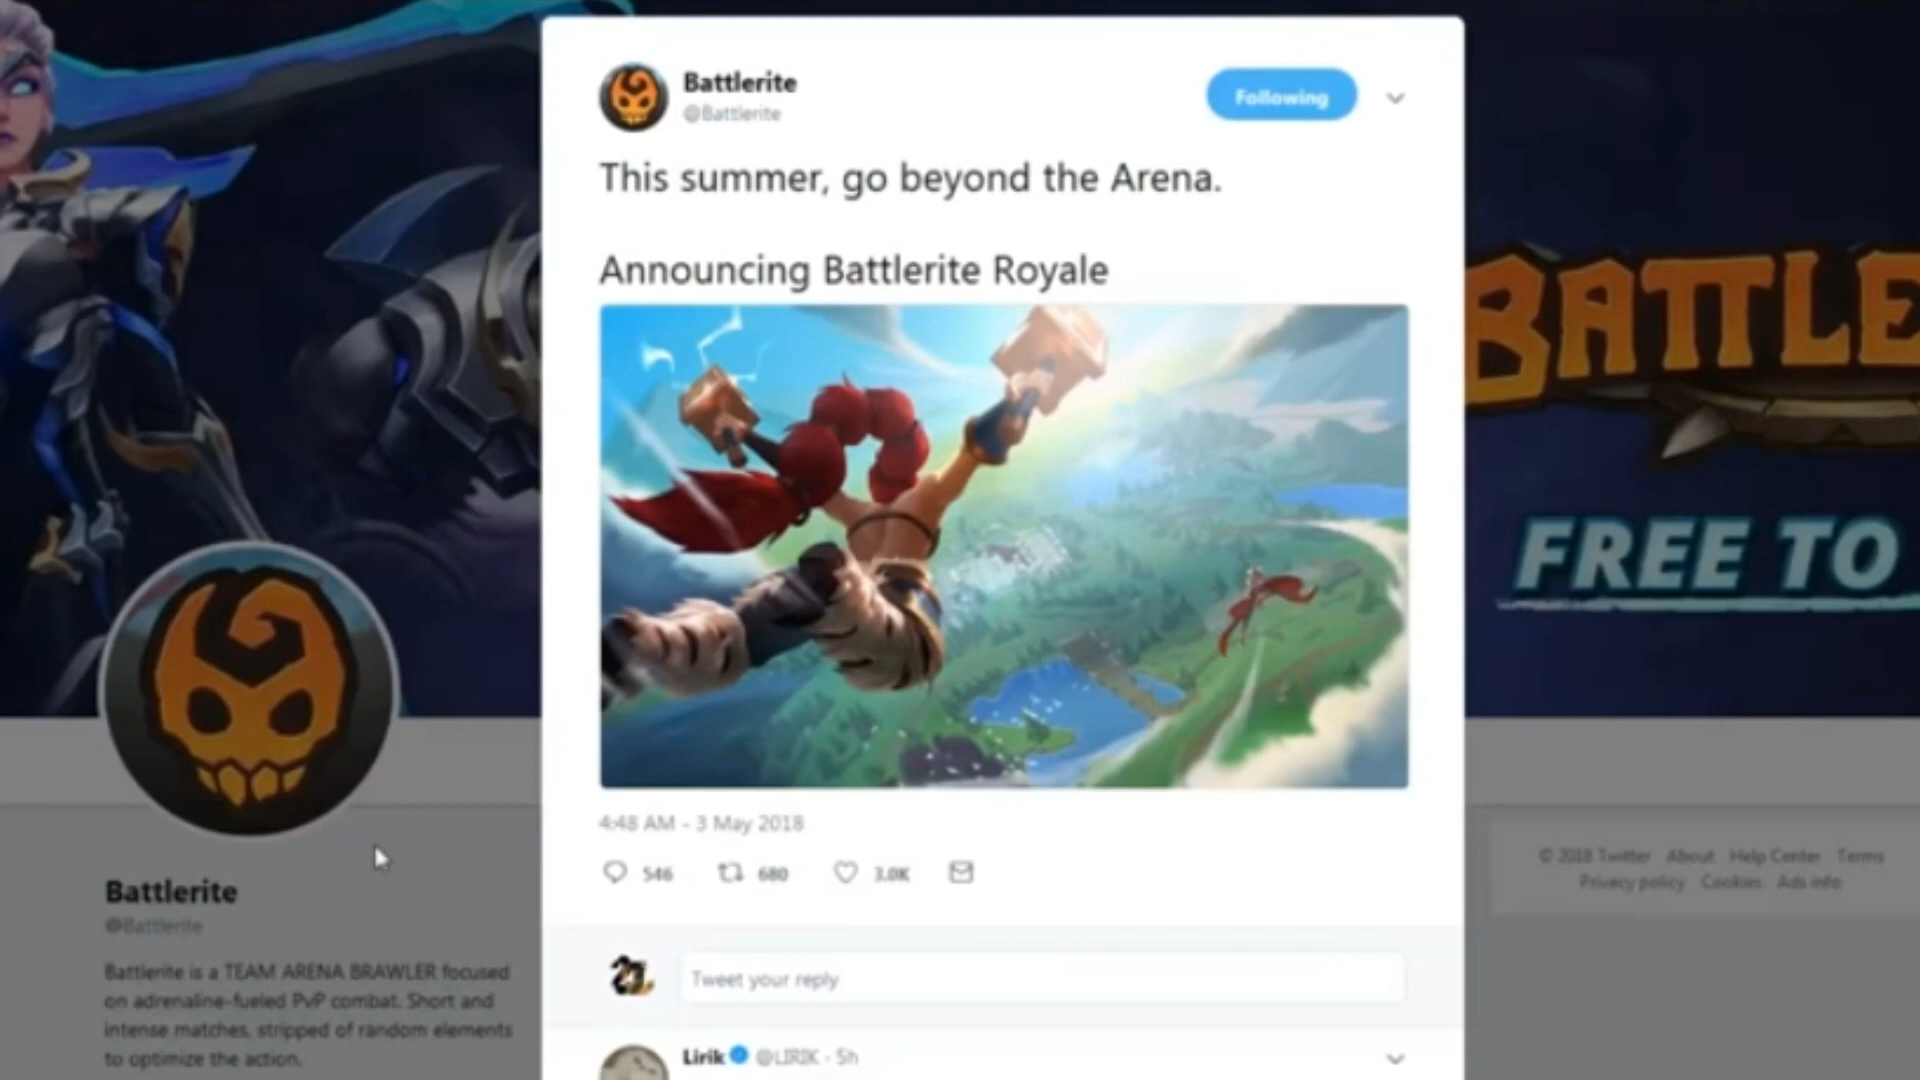 Battlerite
@Battlerite
Following
This summer, go beyond the Arena.
Announcing Battlerite Royale
4:48 AM - 3 May 2018
546 680 3.0K
Tweet your reply
Lirik @LIRIK · 5h
Battlerite
@Battlerite
Battlerite is a TEAM ARENA BRAWLER focused
on adrenaline-fueled PvP combat. Short and
intense matches, stripped of random elements
to optimize the action.
BATTLE
FREE TO
© 2018 Twitter About Help Center Terms
Privacy policy Cookies Ads info